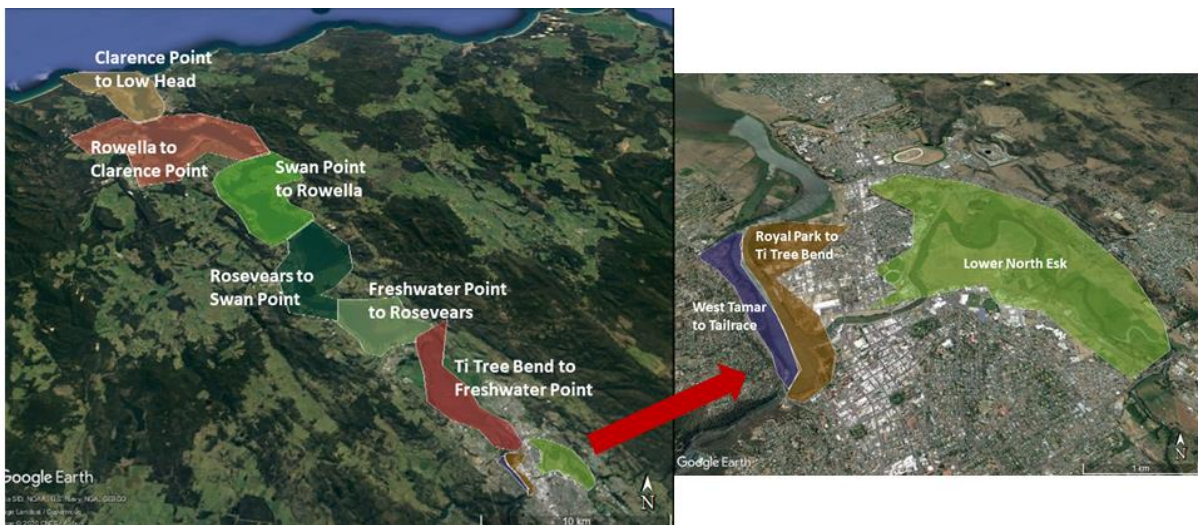 Clarence Point
to Low Head
Rowella to
Clarence Point
Swan Point
to Rowella
Rosevears to
Swan Point
Freshwater Point
to Rosevears
Ti Tree Bend to
Freshwater Point
Google Earth
N
10 km
Royal Park to
Ti Tree Bend
Lower North Esk
West Tamar
to Tailrace
Google Earth
N
1 km